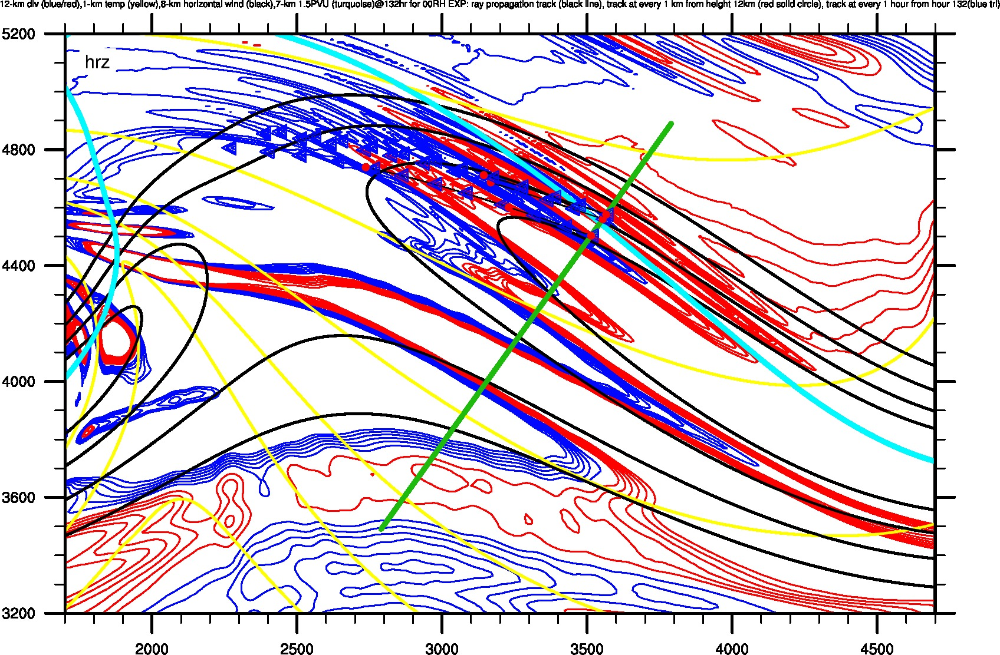 12-km div (blue/red),1-km temp (yellow),8-km horizontal wind (black),7-km 1.5PVU (turquoise)@132hr for 00RH EXP: ray propagation track (black line), track at every 1 km from height 12km (red solid circle), track at every 1 hour from hour 132(blue tri)
5200
hrz
4800
4400
4000
3600
3200
2000 2500 3000 3500 4000 4500